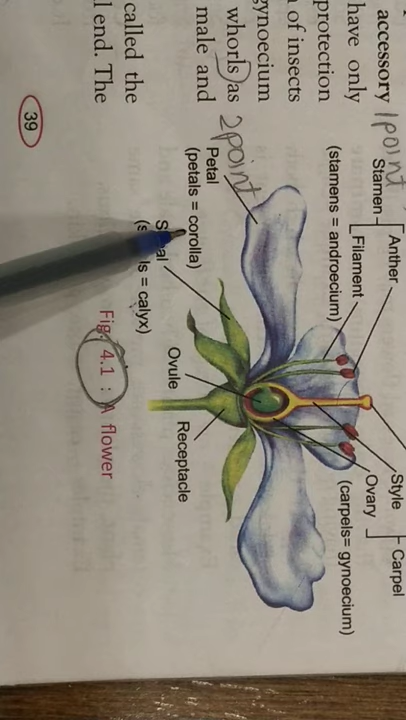 accessory
have only
protection
of insects
gynoecium
whorls) as
male and
called the
end. The
1 point
2 point
Carpel
Style
Anther
Stamen
Ovary
Filament
(carpels= gynoecium)
(stamens = androecium)
Petal
(petals = corolla)
Ovule
Receptacle
= calyx)
Fig. 4.1 : A flower
39